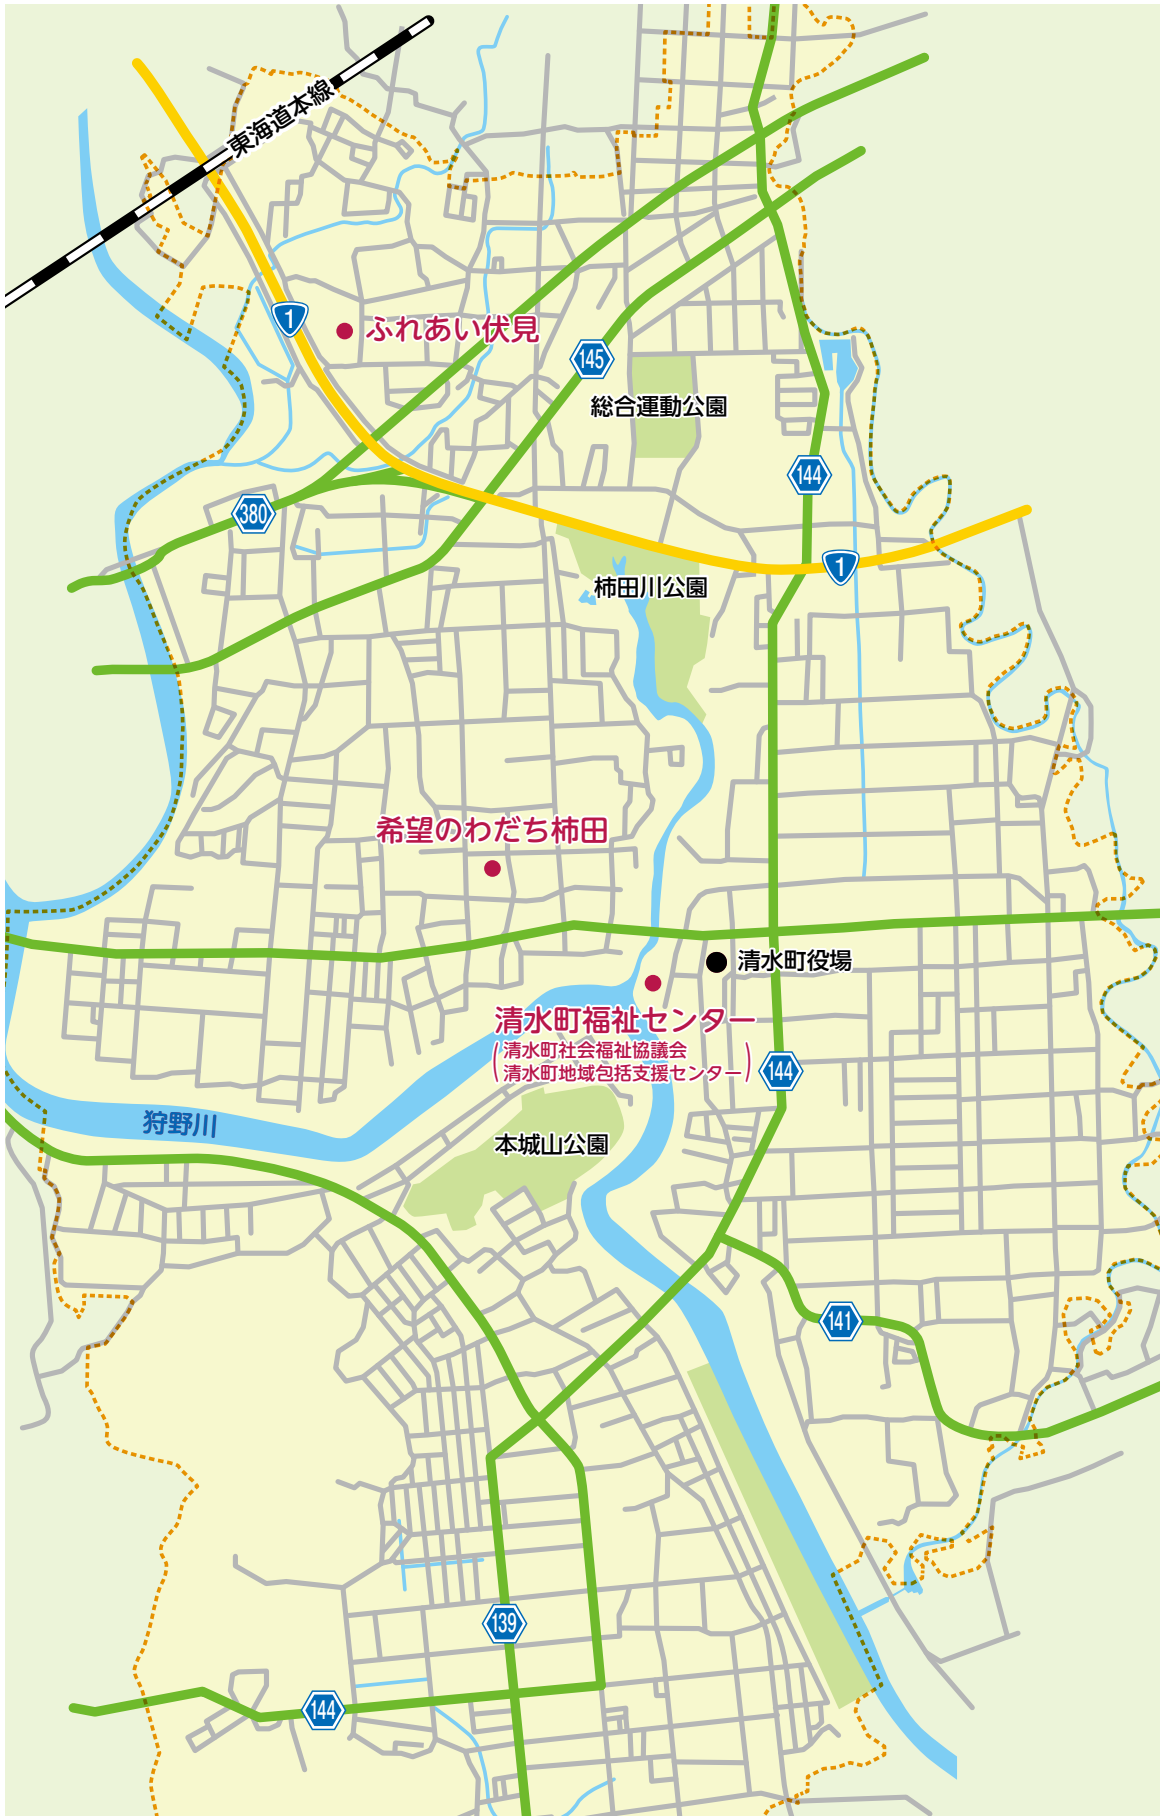 東海道本線
1
ふれあい伏見
145
総合運動公園
144
380
1
柿田川公園
希望のわだち柿田
清水町役場
清水町福祉センター
(清水町社会福祉協議会
清水町地域包括支援センター)
144
狩野川
本城山公園
141
139
144